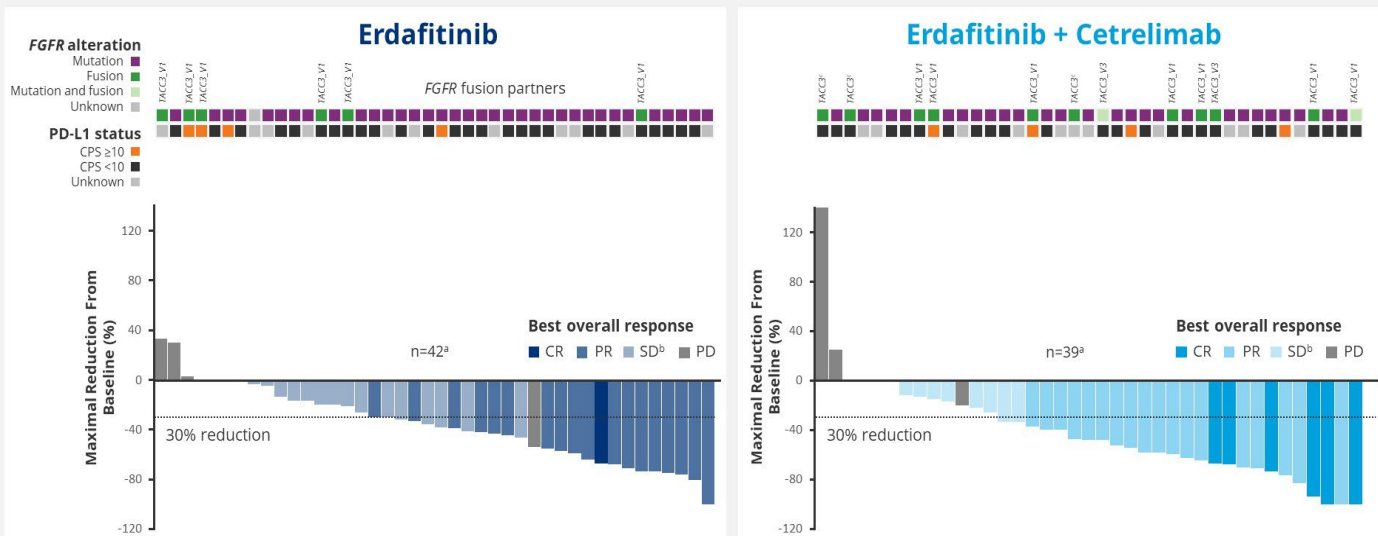 Erdafitinib
FGFR alteration
Mutation
Fusion
Mutation and fusion
Unknown
PD-L1 status
CPS ≥10
CPS <10
Unknown
TACC3_V1
TACC3_V1
TACC3_V1
TACC3_V1
TACC3_V1
FGFR fusion partners
TACC3_V1
Maximal Reduction From
Baseline (%)
120
80
40
0
-40
-80
-120
30% reduction
n=42ᵃ
Best overall response
CR PR SDᵇ PD
Erdafitinib + Cetrelimab
TACC3ᶜ
TACC3ᶜ
TACC3_V1
TACC3_V1
TACC3_V1
TACC3ᶜ
TACC3_V3
TACC3_V1
TACC3_V1
TACC3_V3
TACC3_V1
TACC3_V1
Maximal Reduction From
Baseline (%)
120
80
40
0
-40
-80
-120
30% reduction
n=39ᵃ
Best overall response
CR PR SDᵇ PD